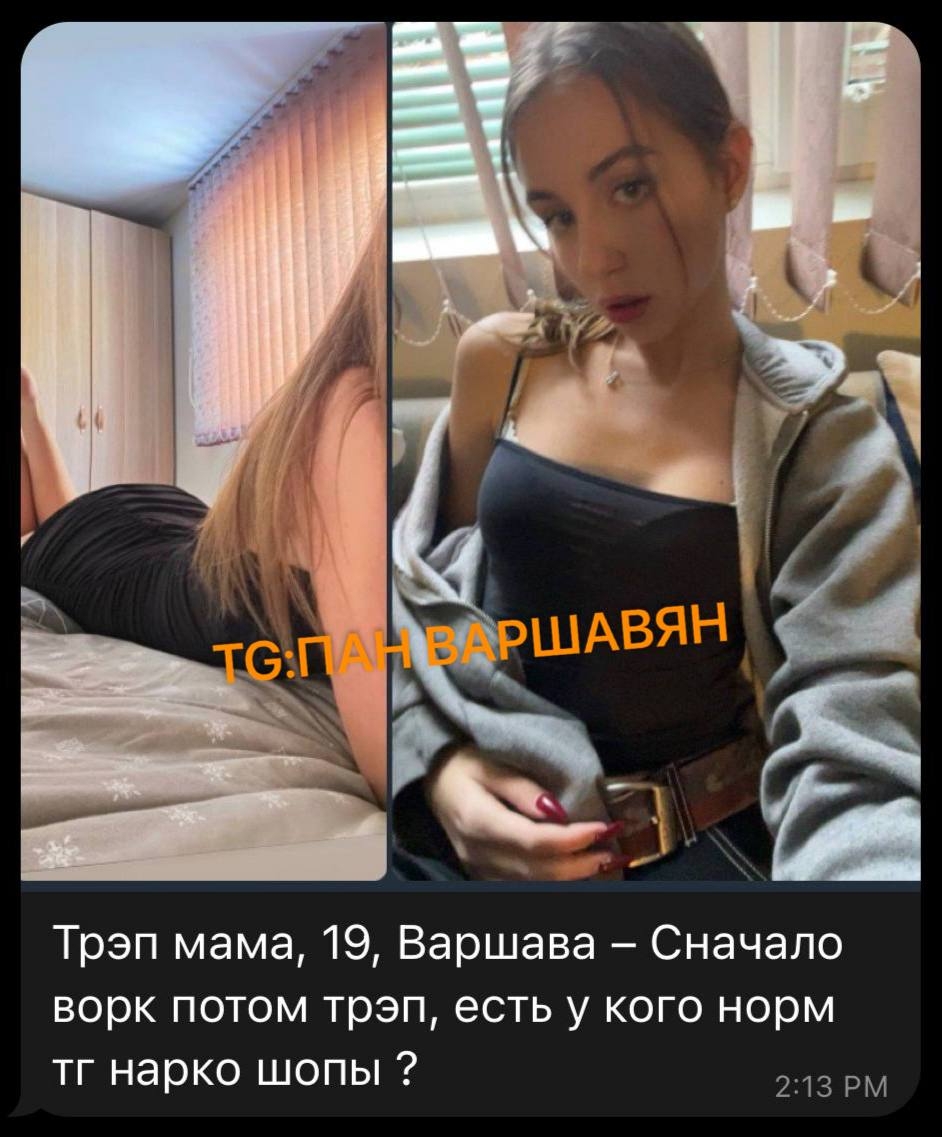 TG:ПАН ВАРШАВЯН
Трэп мама, 19, Варшава – Сначало
ворк потом трэп, есть у кого норм
тг нарко шопы ?
2:13 PM